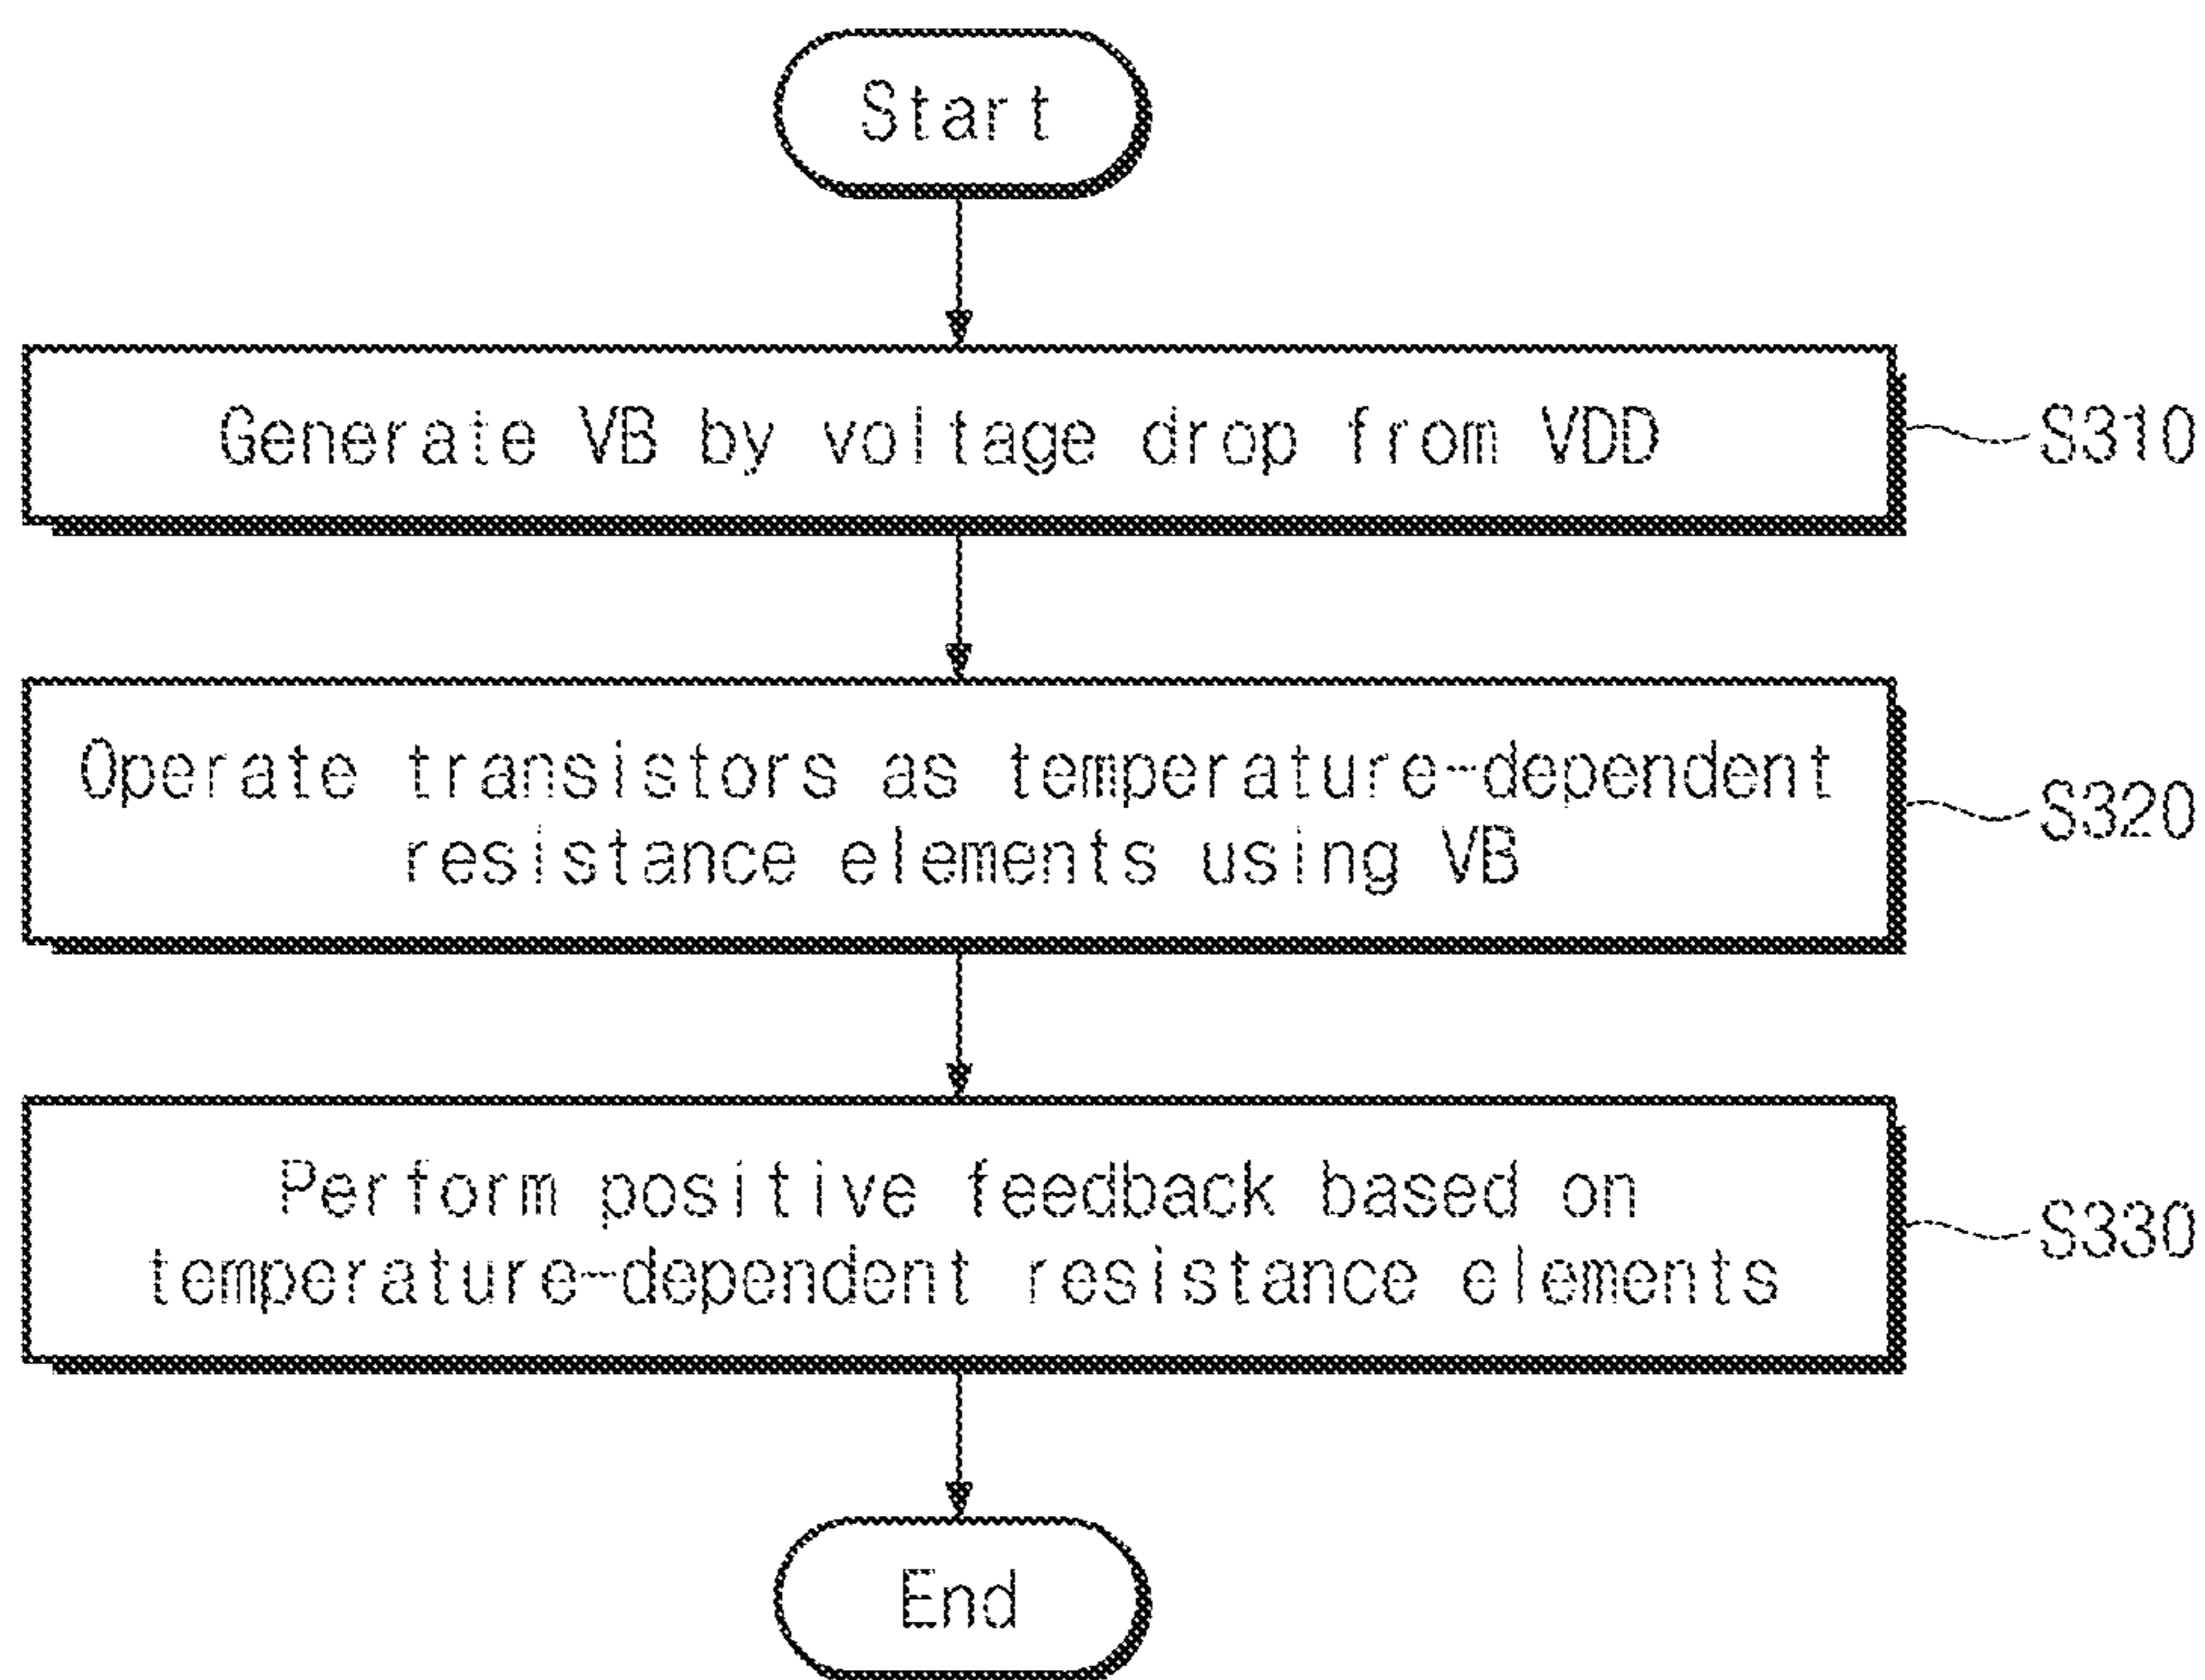 Start
Generate VB by voltage drop from VDD
S310
Operate transistors as temperature-dependent
resistance elements using VB
S320
Perform positive feedback based on
temperature-dependent resistance elements
S330
End